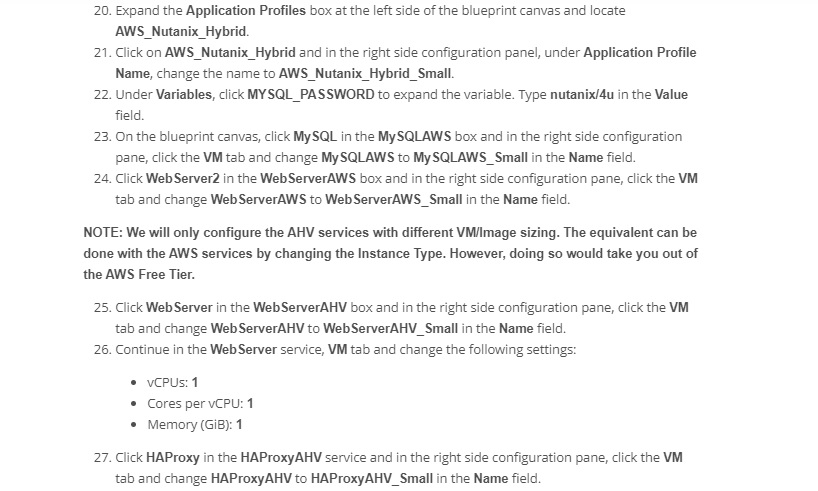 20. Expand the Application Profiles box at the left side of the blueprint canvas and locate
AWS_Nutanix_Hybrid.
21. Click on AWS_Nutanix_Hybrid and in the right side configuration panel, under Application Profile
Name, change the name to AWS_Nutanix_Hybrid_Small.
22. Under Variables, click MYSQL_PASSWORD to expand the variable. Type nutanix/4u in the Value
field.
23. On the blueprint canvas, click MySQL in the MySQLAWS box and in the right side configuration
pane, click the VM tab and change MySQLAWS to MySQLAWS_Small in the Name field.
24. Click WebServer2 in the WebServerAWS box and in the right side configuration pane, click the VM
tab and change WebServerAWS to WebServerAWS_Small in the Name field.
NOTE: We will only configure the AHV services with different VM/Image sizing. The equivalent can be
done with the AWS services by changing the Instance Type. However, doing so would take you out of
the AWS Free Tier.
25. Click WebServer in the WebServerAHV box and in the right side configuration pane, click the VM
tab and change WebServerAHV to WebServerAHV_Small in the Name field.
26. Continue in the WebServer service, VM tab and change the following settings:
• vCPUs: 1
• Cores per vCPU: 1
• Memory (GiB): 1
27. Click HAProxy in the HAProxyAHV service and in the right side configuration pane, click the VM
tab and change HAProxyAHV to HAProxyAHV_Small in the Name field.